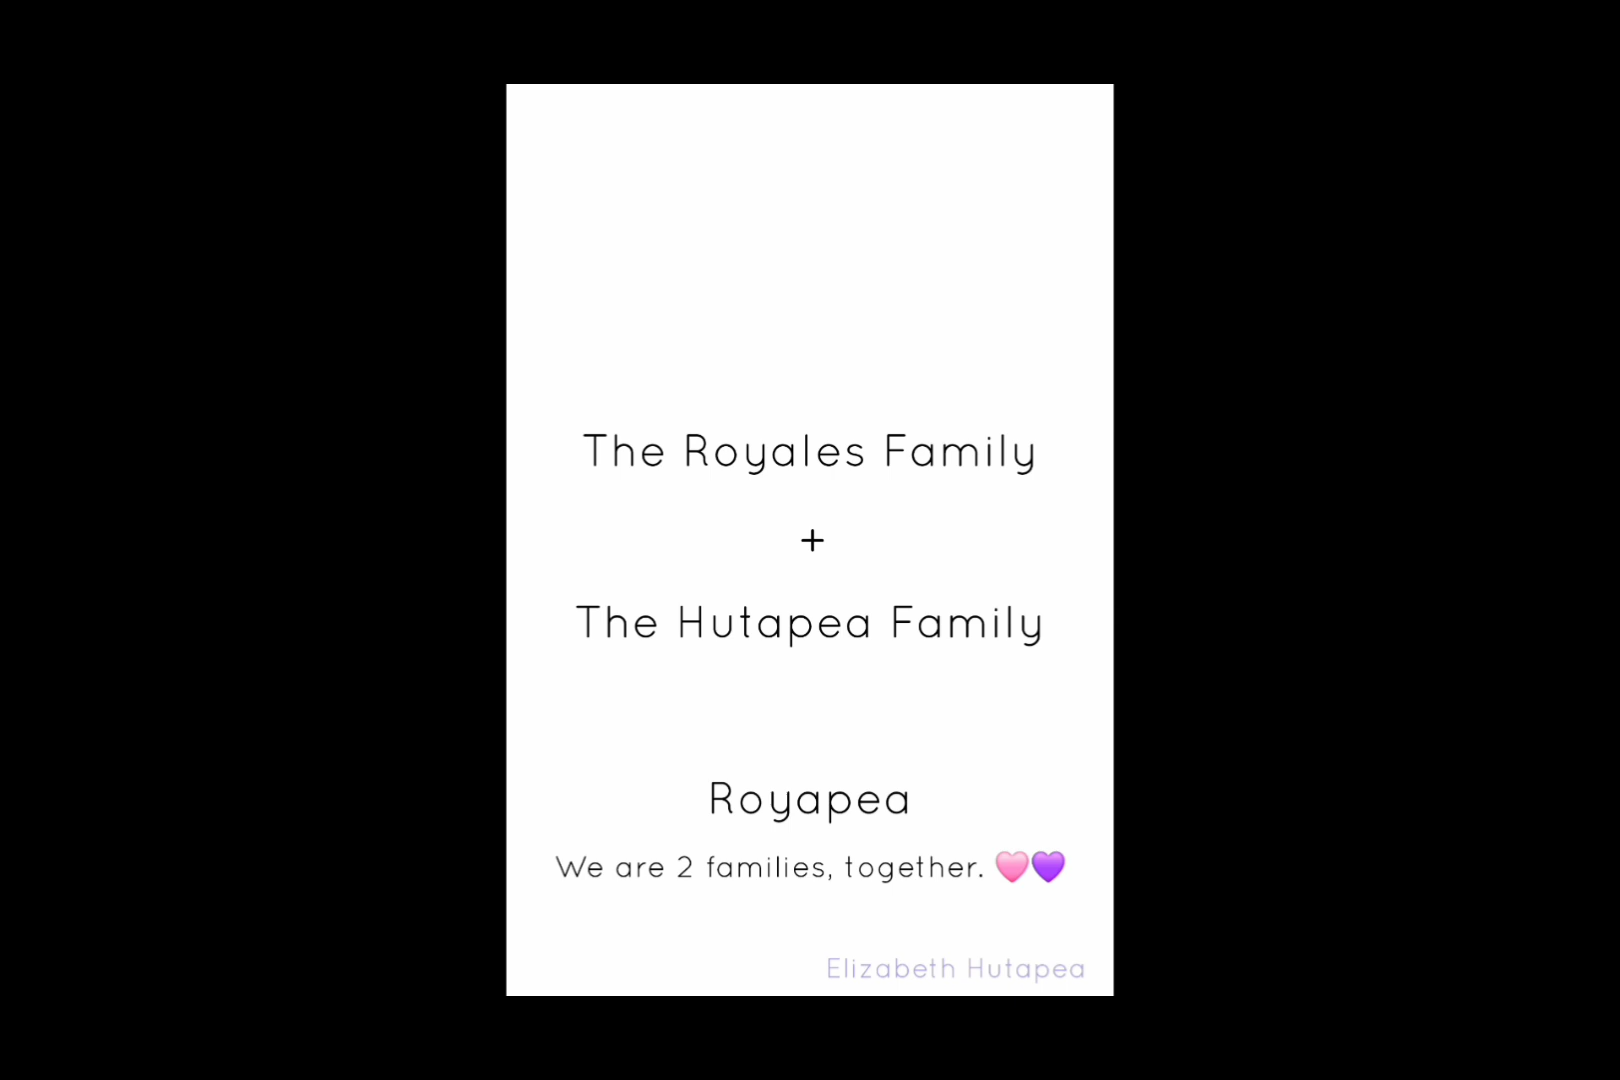 The Royales Family
+
The Hutapea Family
Royapea
We are 2 families, together. 🩷💜
Elizabeth Hutapea